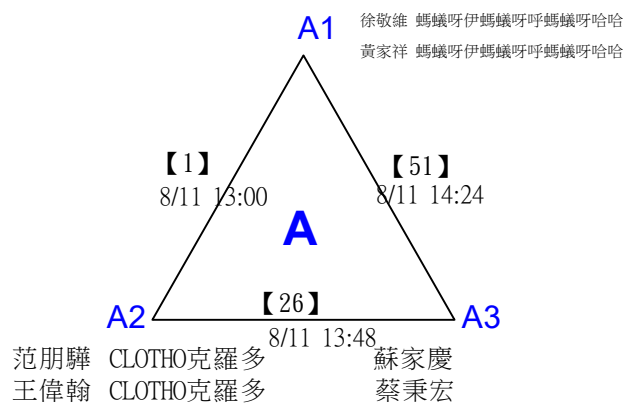 A1
徐敬維 螞蟻呀伊螞蟻呀呼螞蟻呀哈哈
黃家祥 螞蟻呀伊螞蟻呀呼螞蟻呀哈哈
【1】
8/11 13:00
【51】
8/11 14:24
A
A2
【26】
8/11 13:48
A3
范朋驊 CLOTHO克羅多 蘇家慶
王偉翰 CLOTHO克羅多 蔡秉宏